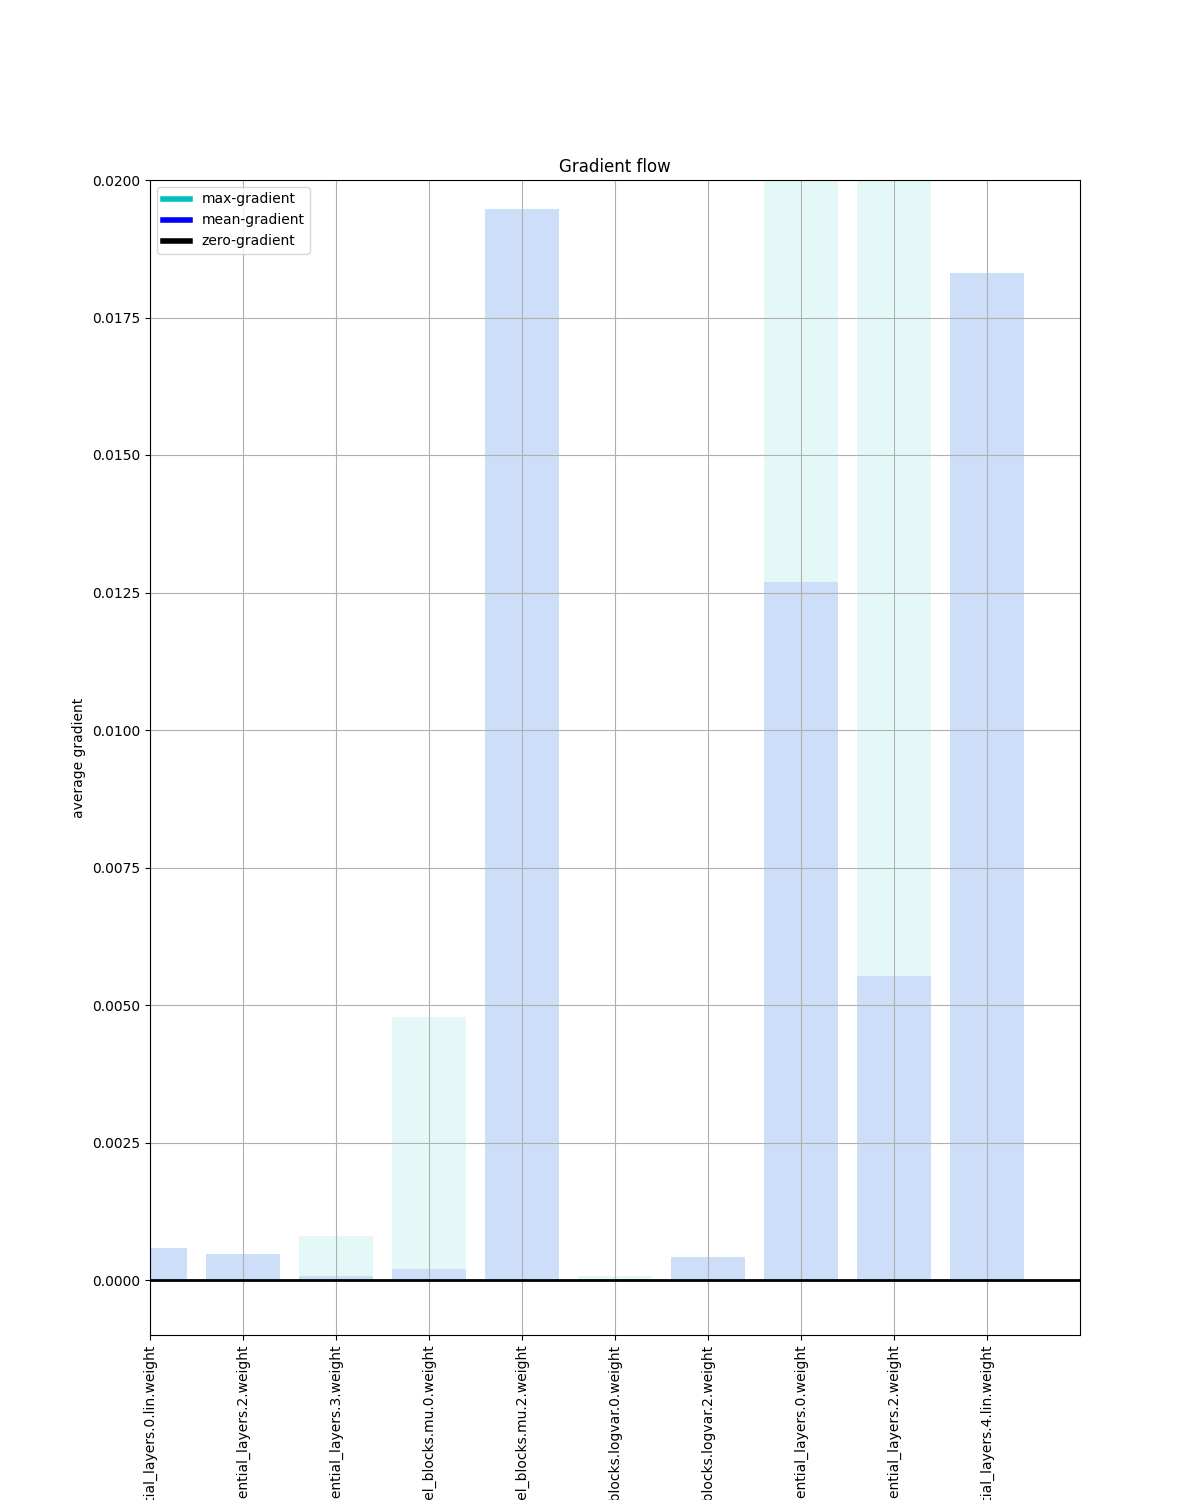 Gradient flow
max-gradient
mean-gradient
zero-gradient
average gradient
0.0200
0.0175
0.0150
0.0125
0.0100
0.0075
0.0050
0.0025
0.0000
tial_layers.0.lin.weight
ential_layers.2.weight
ential_layers.3.weight
el_blocks.mu.0.weight
el_blocks.mu.2.weight
blocks.logvar.0.weight
blocks.logvar.2.weight
ential_layers.0.weight
ential_layers.2.weight
tial_layers.4.lin.weight